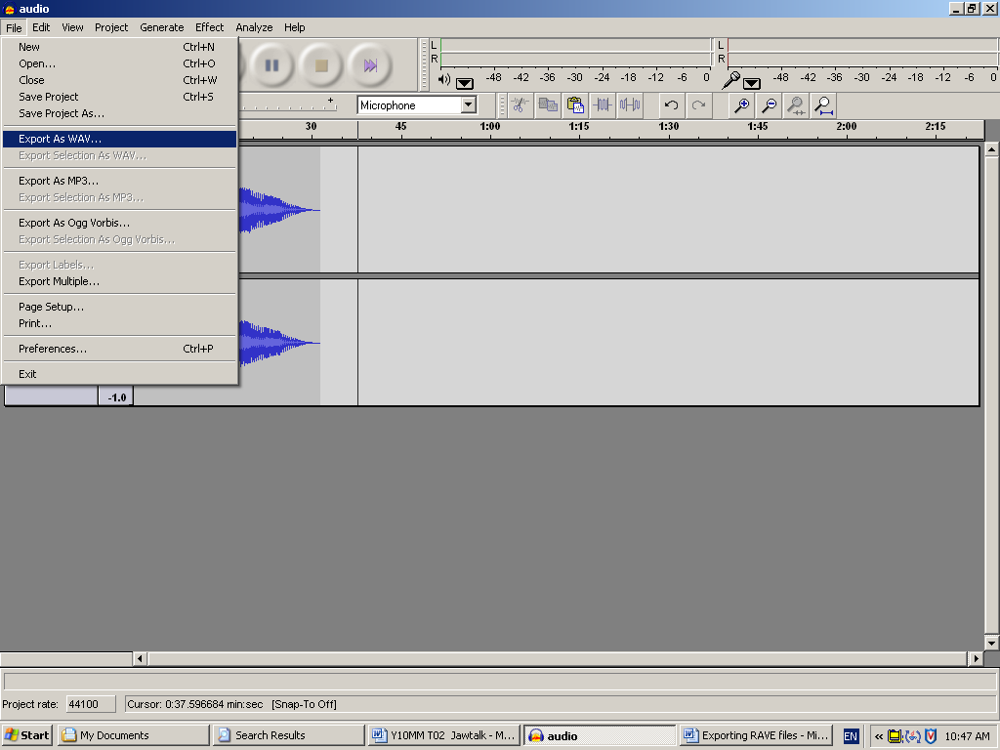 audio
File Edit View Project Generate Effect Analyze Help
New Ctrl+N
Open... Ctrl+O
Close Ctrl+W
Save Project Ctrl+S
Save Project As...
Export As WAV...
Export Selection As WAV...
Export As MP3...
Export Selection As MP3...
Export As Ogg Vorbis...
Export Selection As Ogg Vorbis...
Export Labels...
Export Multiple...
Page Setup...
Print...
Preferences... Ctrl+P
Exit
L L
R R
-48 -42 -36 -30 -24 -18 -12 -6 0 -48 -42 -36 -30 -24 -18 -12 -6 0
+ Microphone
30 45 1:00 1:15 1:30 1:45 2:00 2:15
-1.0
Project rate: 44100 Cursor: 0:37.596684 min:sec [Snap-To Off]
Start My Documents Search Results Y10MM T02 Jawtalk - M... audio Exporting RAVE files - Mi... EN « 10:47 AM